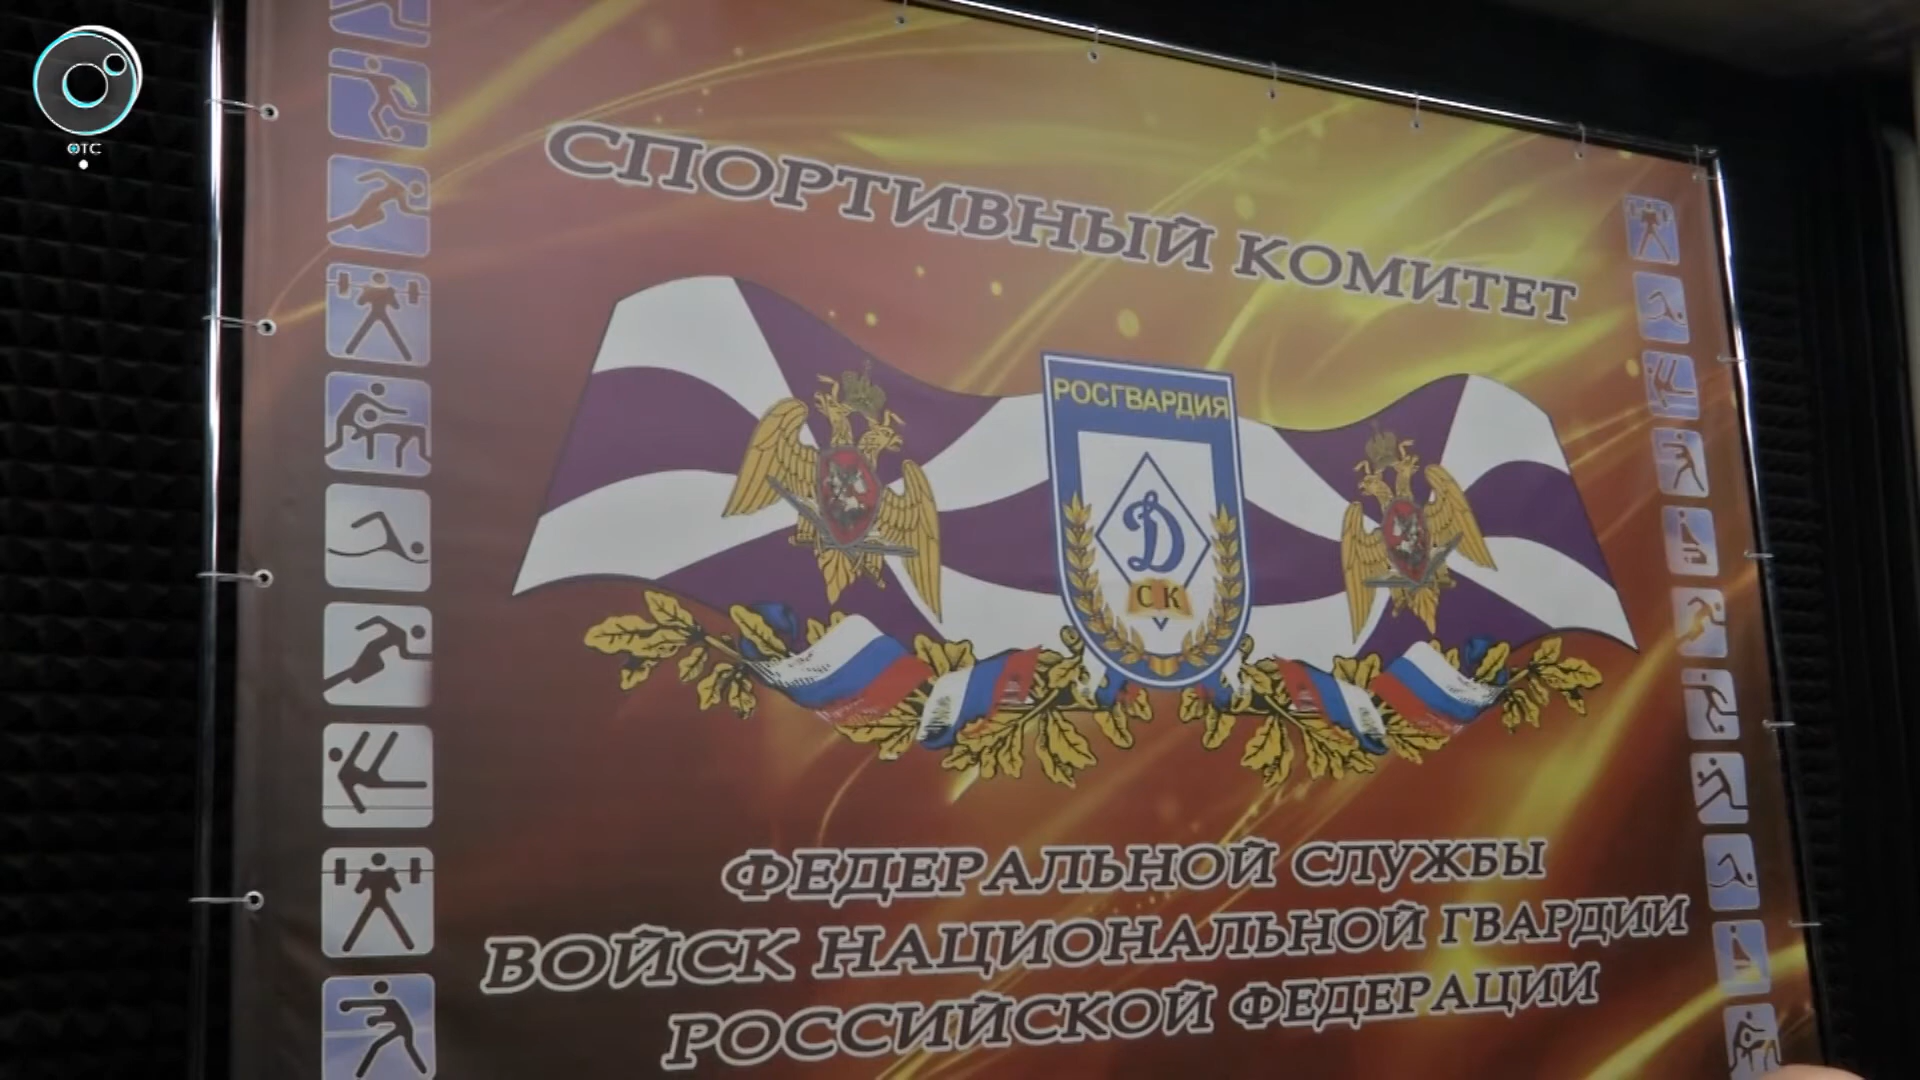 ОТС
СПОРТИВНЫЙ КОМИТЕТ
РОСГВАРДИЯ
Д
СК
ФЕДЕРАЛЬНОЙ СЛУЖБЫ
ВОЙСК НАЦИОНАЛЬНОЙ ГВАРДИИ
РОССИЙСКОЙ ФЕДЕРАЦИИ